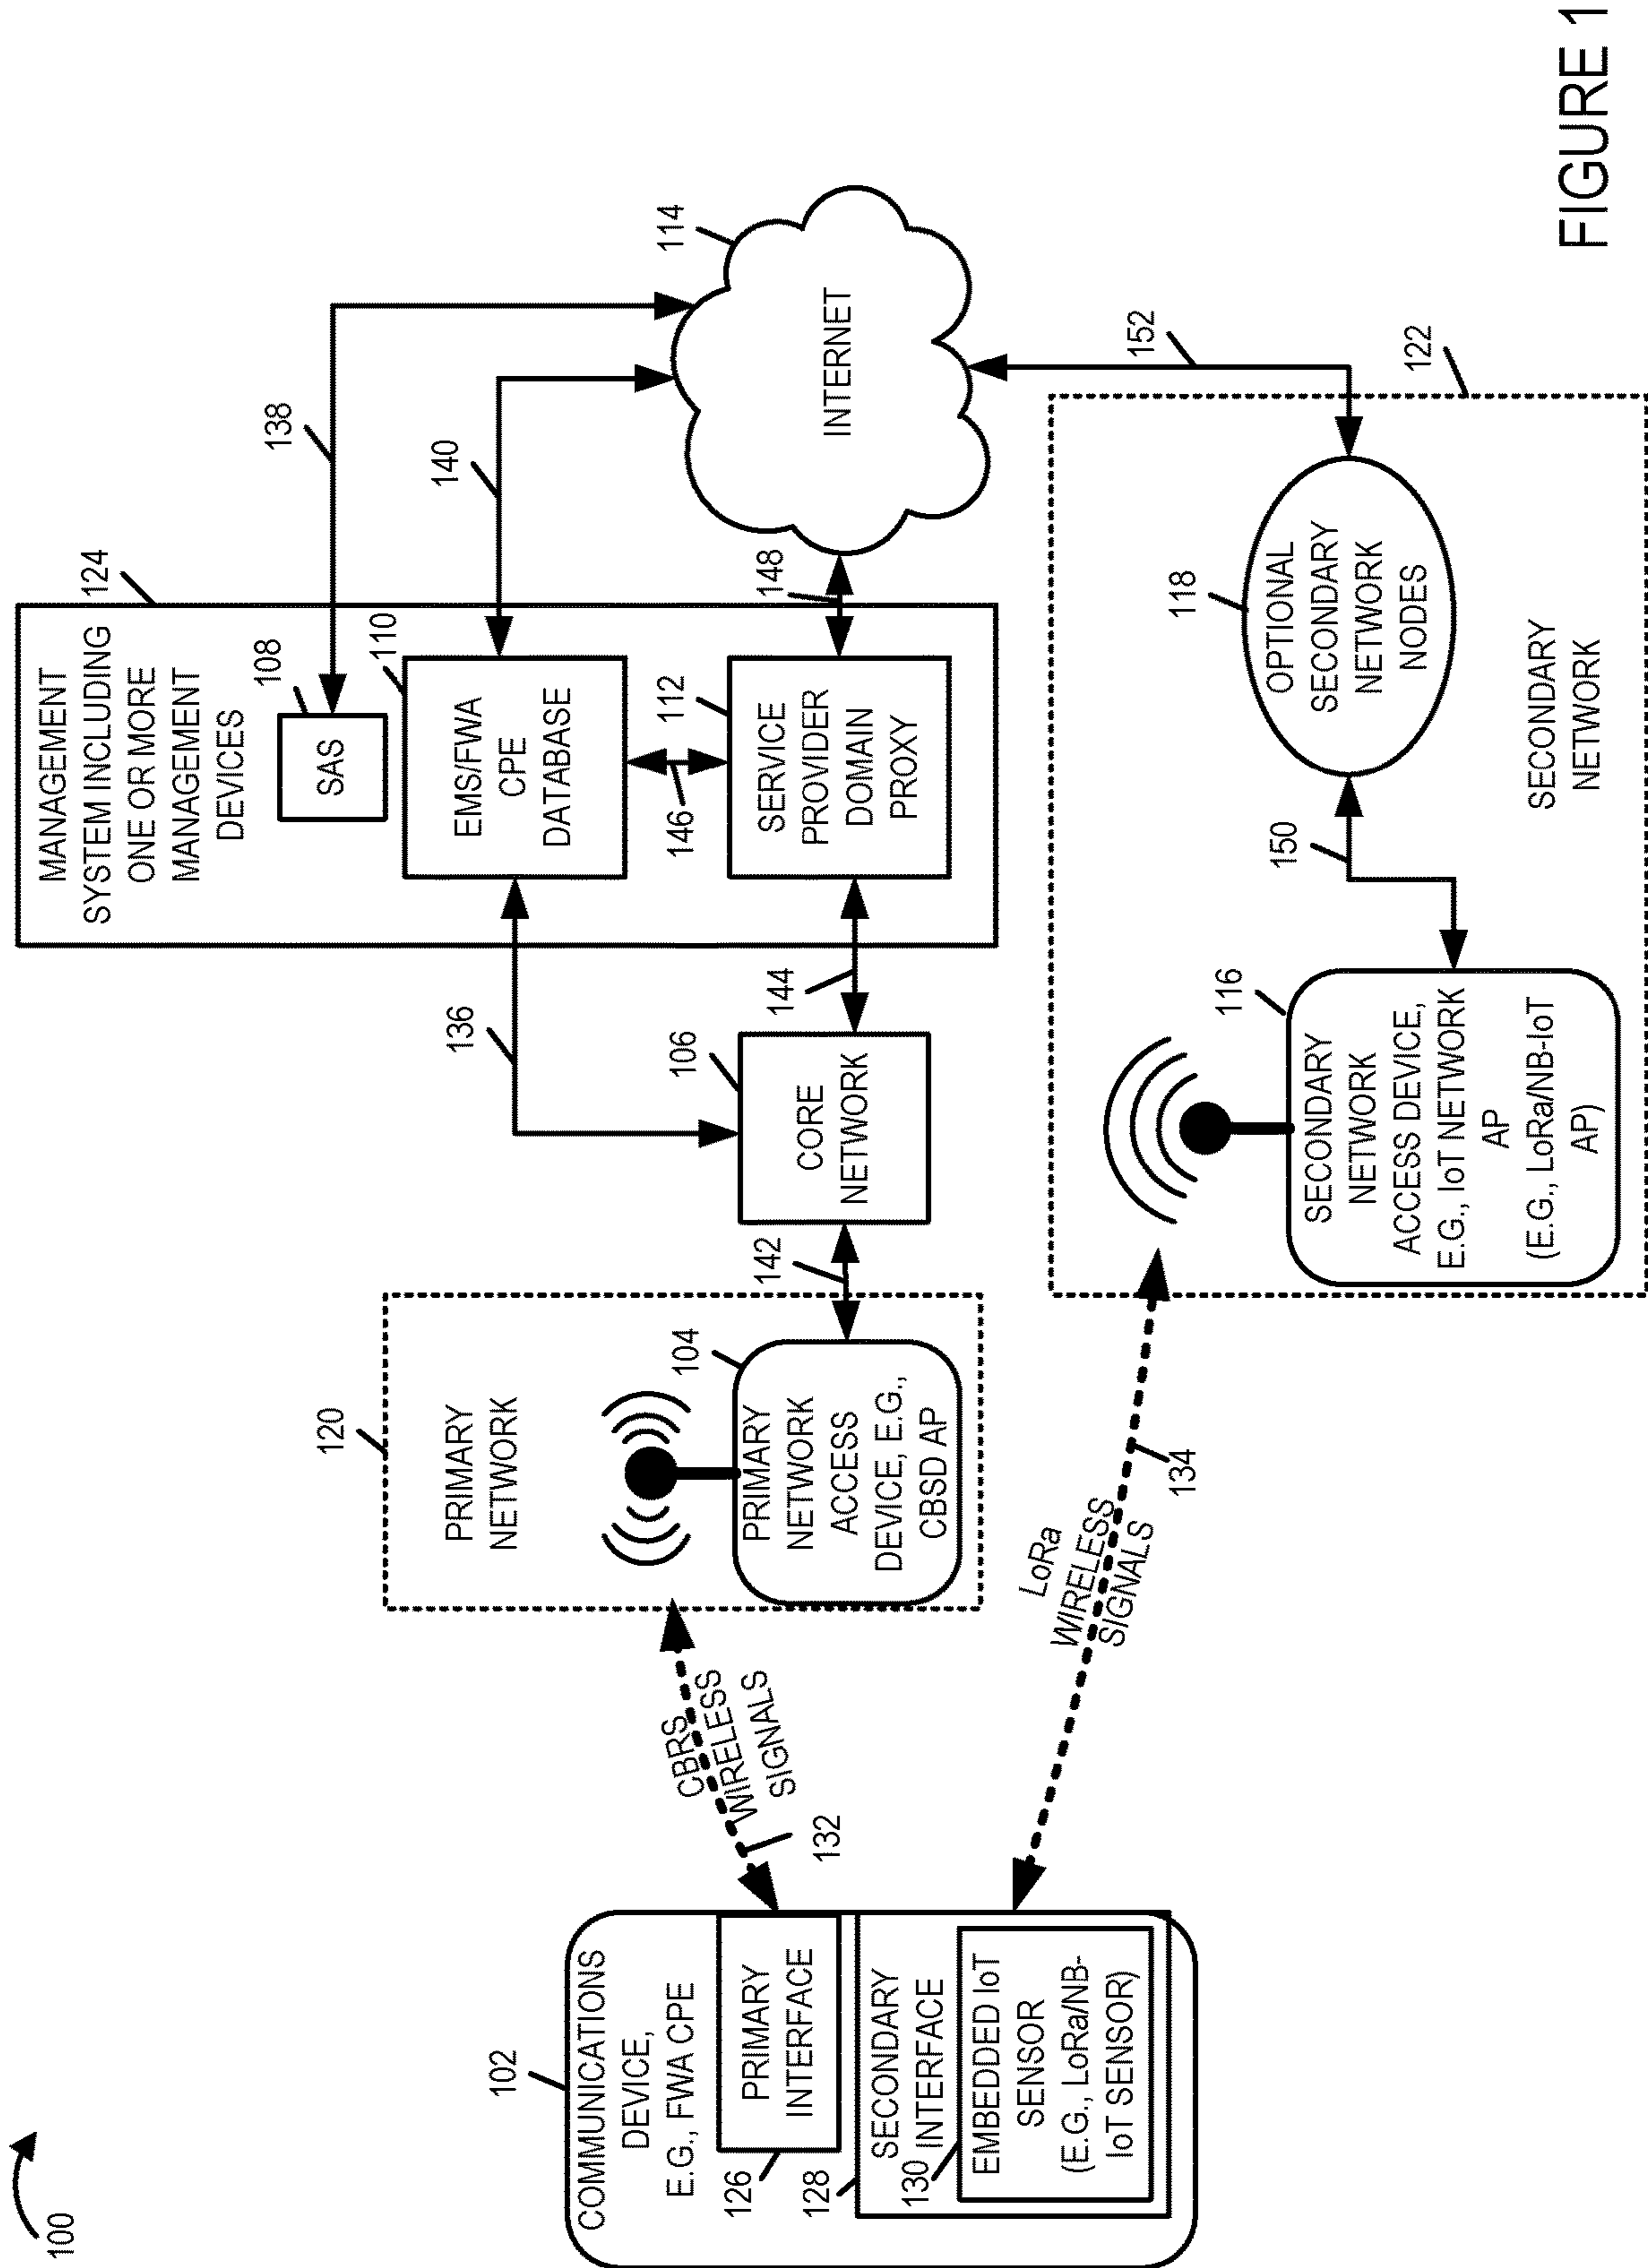 100
COMMUNICATIONS
DEVICE,
E.G., FWA CPE
102
PRIMARY
INTERFACE
126
SECONDARY
INTERFACE
128
EMBEDDED IoT
SENSOR
(E.G., LoRa/NB-
IoT SENSOR)
130
CBRS
WIRELESS
SIGNALS
132
LoRa
WIRELESS
SIGNALS
134
120
PRIMARY
NETWORK
104
PRIMARY
NETWORK
ACCESS
DEVICE, E.G.,
CBSD AP
142
106
CORE
NETWORK
136
144
MANAGEMENT
SYSTEM INCLUDING
ONE OR MORE
MANAGEMENT
DEVICES
124
108
SAS
110
EMS/FWA
CPE
DATABASE
146
112
SERVICE
PROVIDER
DOMAIN
PROXY
148
138
140
114
INTERNET
152
122
116
SECONDARY
NETWORK
ACCESS DEVICE,
E.G., IoT NETWORK
AP
(E.G., LoRa/NB-IoT
AP)
150
118
OPTIONAL
SECONDARY
NETWORK
NODES
SECONDARY
NETWORK
FIGURE 1